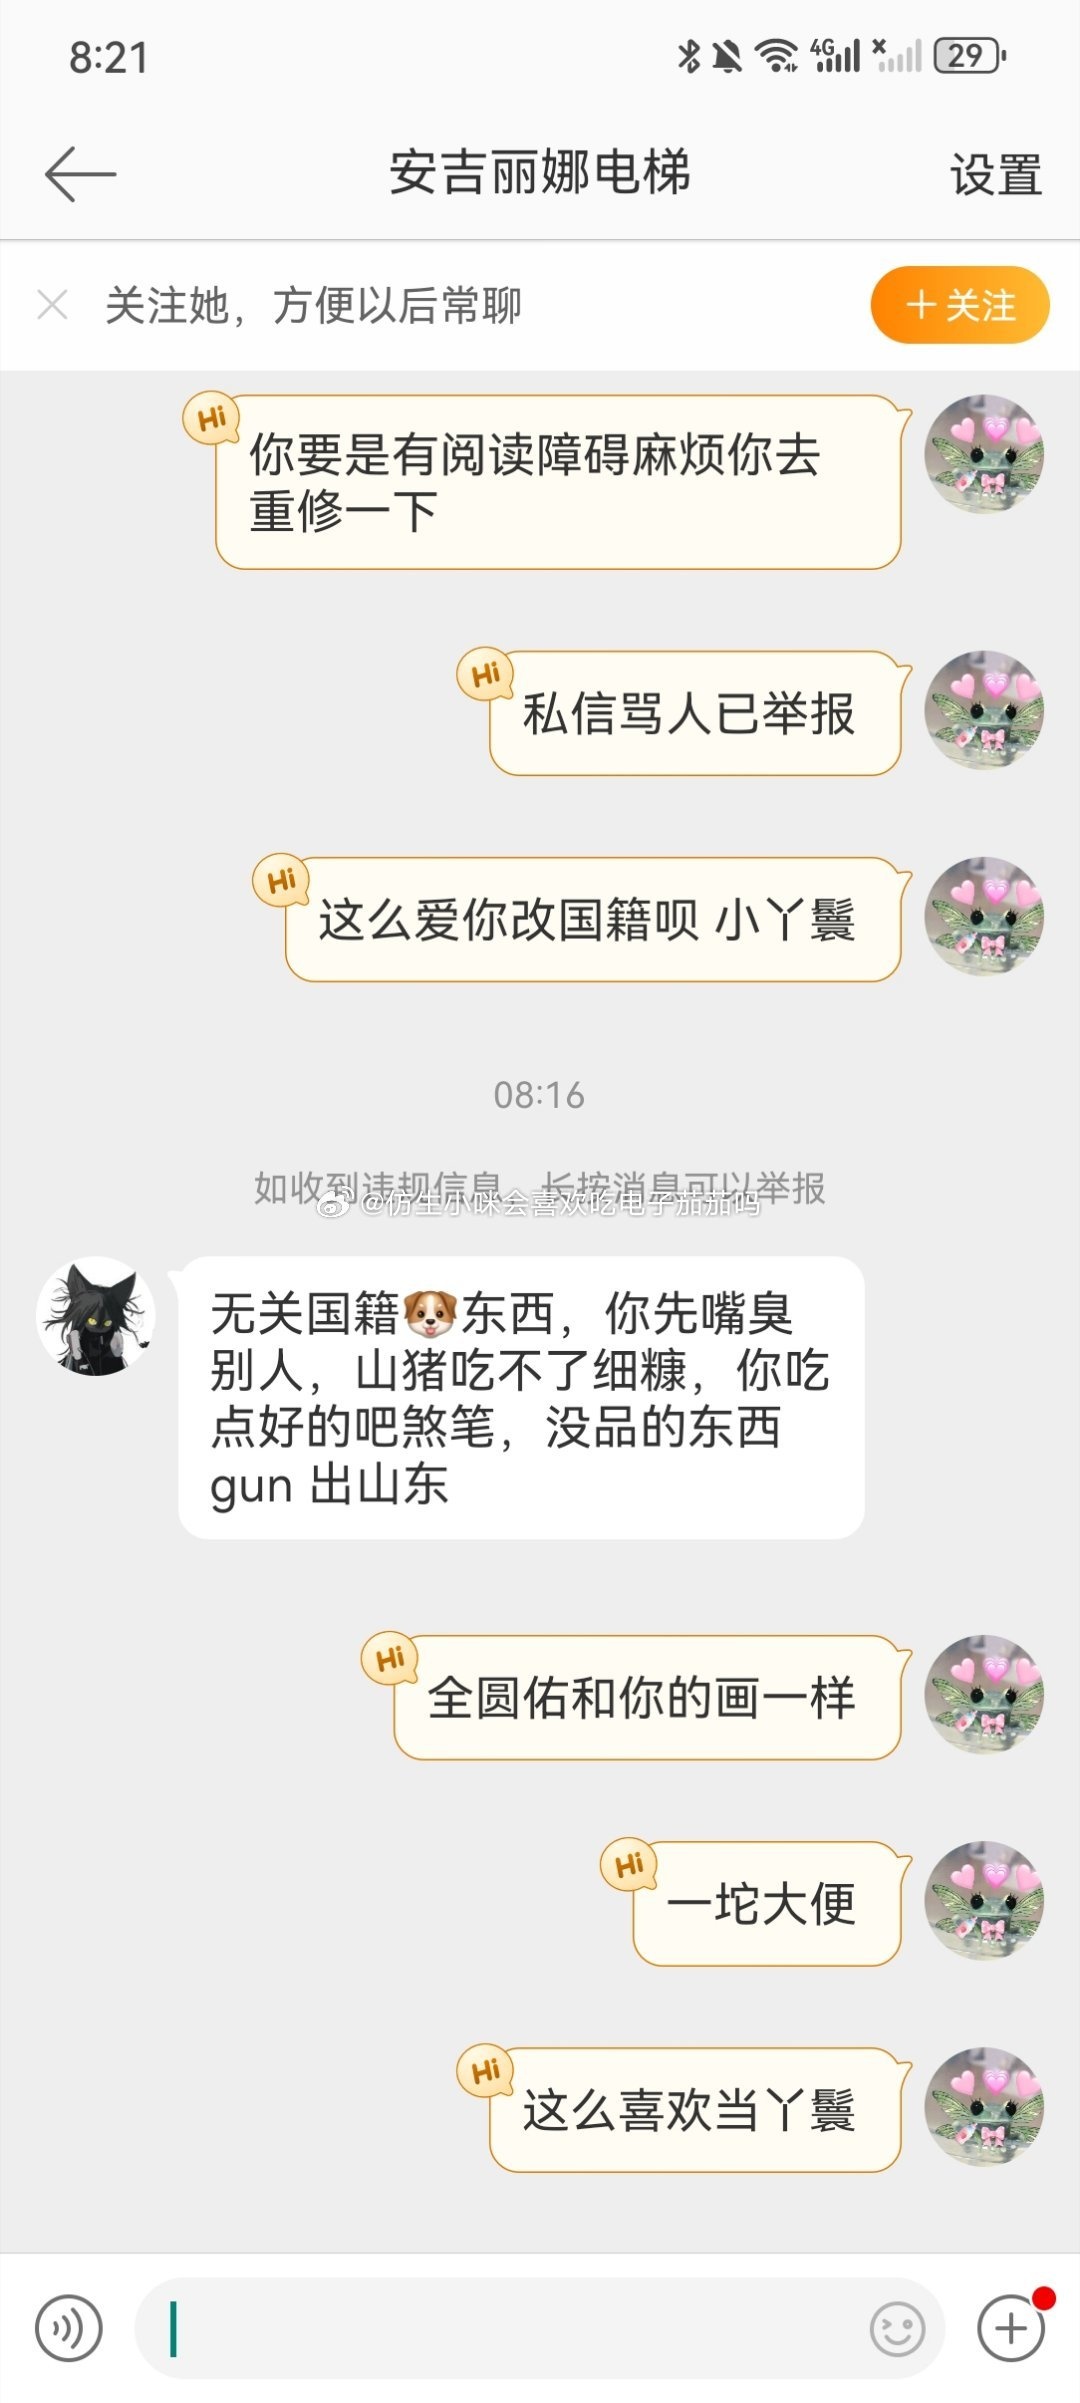 8:21
4G
29
安吉丽娜电梯
设置
关注她，方便以后常聊
+关注
Hi
你要是有阅读障碍麻烦你去
重修一下
Hi
私信骂人已举报
Hi
这么爱你改国籍呗 小丫鬟
08:16
如收到违规信息，长按消息可以举报
@仿生小咪会喜欢吃电子茄茄吗
无关国籍🐶东西，你先嘴臭
别人，山猪吃不了细糠，你吃
点好的吧煞笔，没品的东西
gun 出山东
Hi
全圆佑和你的画一样
Hi
一坨大便
Hi
这么喜欢当丫鬟